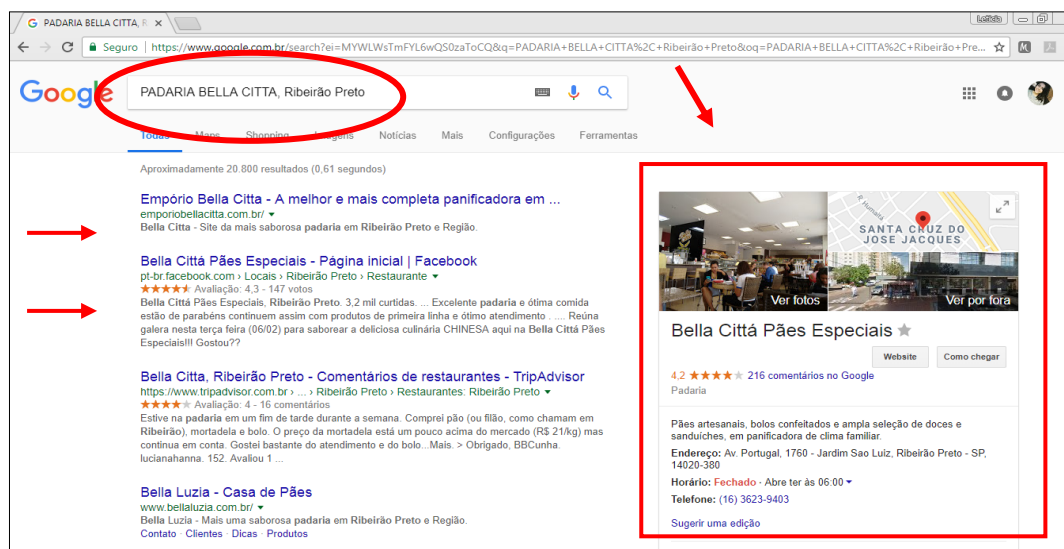 PADARIA BELLA CITTA, R
Leticia
Seguro | https://www.google.com.br/search?ei=MYWLWsTmFYL6wQS0zaToCQ&q=PADARIA+BELLA+CITTA%2C+Ribeirão+Preto&oq=PADARIA+BELLA+CITTA%2C+Ribeirão+Pre...
Google
PADARIA BELLA CITTA, Ribeirão Preto
Todas Maps Shopping Imagens Notícias Mais Configurações Ferramentas
Aproximadamente 20.800 resultados (0,61 segundos)
Empório Bella Citta - A melhor e mais completa panificadora em ...
emporiobellacitta.com.br/
Bella Citta - Site da mais saborosa padaria em Ribeirão Preto e Região.
Bella Cittá Pães Especiais - Página inicial | Facebook
pt-br.facebook.com › Locais › Ribeirão Preto › Restaurante
Avaliação: 4,3 - 147 votos
Bella Cittá Pães Especiais, Ribeirão Preto. 3,2 mil curtidas. ... Excelente padaria e ótima comida
estão de parabéns continuem assim com produtos de primeira linha e ótimo atendimento . .... Reúna
galera nesta terça feira (06/02) para saborear a deliciosa culinária CHINESA aqui na Bella Cittá Pães
Especiais!!! Gostou??
Bella Citta, Ribeirão Preto - Comentários de restaurantes - TripAdvisor
https://www.tripadvisor.com.br › ... › Ribeirão Preto › Restaurantes: Ribeirão Preto
Avaliação: 4 - 16 comentários
Estive na padaria em um fim de tarde durante a semana. Comprei pão (ou filão, como chamam em
Ribeirão), mortadela e bolo. O preço da mortadela está um pouco acima do mercado (R$ 21/kg) mas
continua em conta. Gostei bastante do atendimento e do bolo...Mais. > Obrigado, BBCunha.
lucianahanna. 152. Avaliou 1 ...
Bella Luzia - Casa de Pães
www.bellaluzia.com.br/
Bella Luzia - Mais uma saborosa padaria em Ribeirão Preto e Região.
Contato · Clientes · Dicas · Produtos
R. Humaitá
SANTA CRUZ DO
JOSE JACQUES
Ver fotos
Ver por fora
Bella Cittá Pães Especiais
Website
Como chegar
4,2 216 comentários no Google
Padaria
Pães artesanais, bolos confeitados e ampla seleção de doces e
sanduíches, em panificadora de clima familiar.
Endereço: Av. Portugal, 1760 - Jardim Sao Luiz, Ribeirão Preto - SP,
14020-380
Horário: Fechado · Abre ter às 06:00
Telefone: (16) 3623-9403
Sugerir uma edição